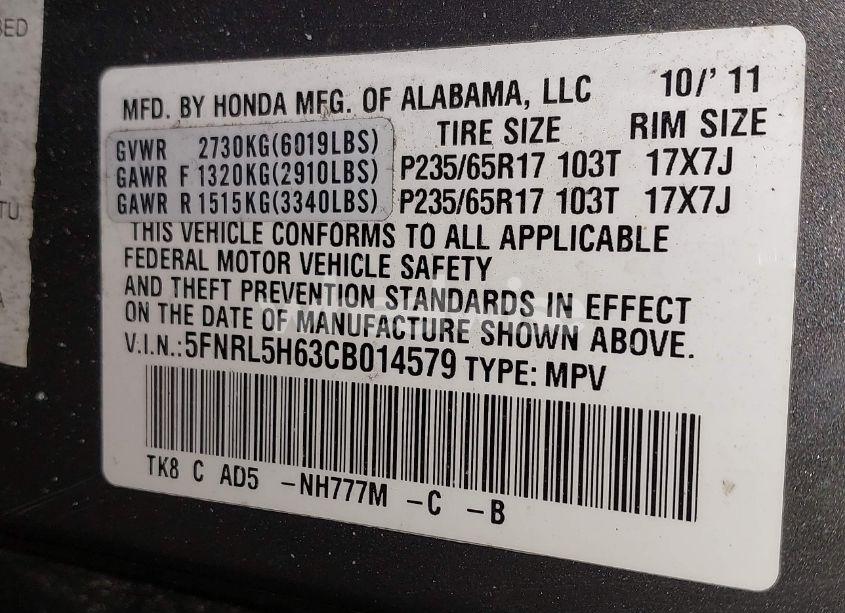 BED
TU
A
MFD. BY HONDA MFG. OF ALABAMA, LLC 10/'11
TIRE SIZE RIM SIZE
GVWR 2730KG(6019LBS)
GAWR F 1320KG(2910LBS) P235/65R17 103T 17X7J
GAWR R 1515KG(3340LBS) P235/65R17 103T 17X7J
THIS VEHICLE CONFORMS TO ALL APPLICABLE
FEDERAL MOTOR VEHICLE SAFETY
AND THEFT PREVENTION STANDARDS IN EFFECT
ON THE DATE OF MANUFACTURE SHOWN ABOVE.
V.I.N.:5FNRL5H63CB014579 TYPE: MPV
TK8 C AD5 -NH777M -C -B